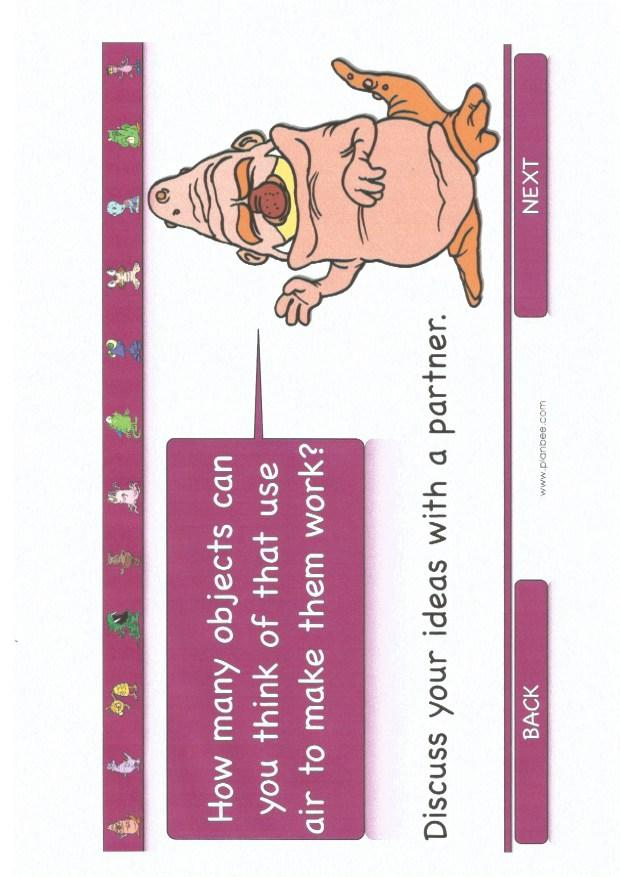 How many objects can
you think of that use
air to make them work?
Discuss your ideas with a partner.
BACK
www.planbee.com
NEXT